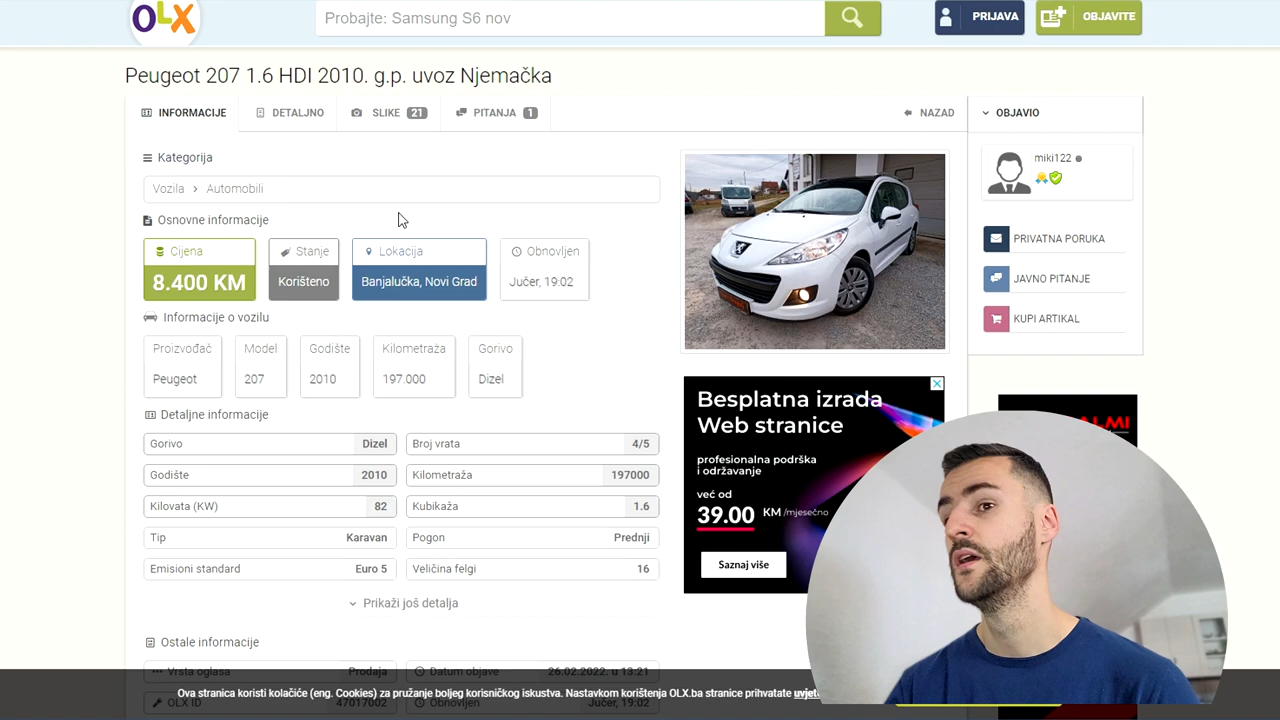 OLX
Probajte: Samsung S6 nov
PRIJAVA
OBJAVITE
Peugeot 207 1.6 HDI 2010. g.p. uvoz Njemačka
INFORMACIJE
DETALJNO
SLIKE 21
PITANJA 1
NAZAD
OBJAVIO
Kategorija
miki122
Vozila > Automobili
Osnovne informacije
PRIVATNA PORUKA
Cijena
Stanje
Lokacija
Obnovljen
8.400 KM
Korišteno
Banjalučka, Novi Grad
Jučer, 19:02
JAVNO PITANJE
Informacije o vozilu
KUPI ARTIKAL
Proizvođač
Model
Godište
Kilometraža
Gorivo
Peugeot
207
2010
197.000
Dizel
Besplatna izrada
Web stranice
profesionalna podrška
i održavanje
već od
39.00 KM /mjesečno
Saznaj više
Detaljne informacije
Gorivo Dizel
Broj vrata 4/5
Godište 2010
Kilometraža 197000
Kilovata (KW) 82
Kubikaža 1.6
Tip Karavan
Pogon Prednji
Emisioni standard Euro 5
Veličina felgi 16
Prikaži još detalja
Ostale informacije
Vrsta oglasa Prodaja
Datum objave 26.02.2022. u 13:21
Ova stranica koristi kolačiće (eng. Cookies) za pružanje boljeg korisničkog iskustva. Nastavkom korištenja OLX.ba stranice prihvatate
OLX ID 47017002
Obnovljen Jučer, 19:02